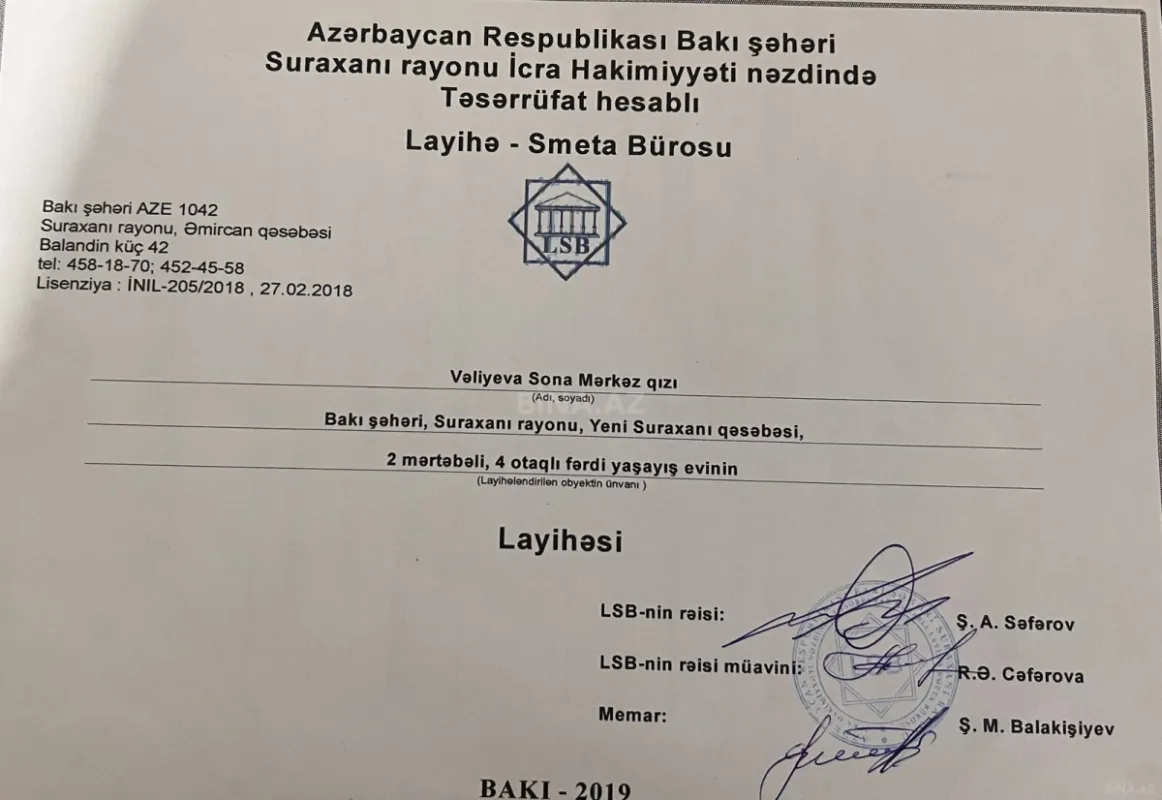 Azərbaycan Respublikası Bakı şəhəri
Suraxanı rayonu İcra Hakimiyyəti nəzdində
Təsərrüfat hesablı
Layihə - Smeta Bürosu
LSB
Bakı şəhəri AZE 1042
Suraxanı rayonu, Əmircan qəsəbəsi
Balandin küç 42
tel: 458-18-70; 452-45-58
Lisenziya : İNIL-205/2018 , 27.02.2018
Vəliyeva Sona Mərkəz qızı
(Adı, soyadı)
BINA.AZ
Bakı şəhəri, Suraxanı rayonu, Yeni Suraxanı qəsəbəsi,
2 mərtəbəli, 4 otaqlı fərdi yaşayış evinin
(Layihələndirilən obyektin ünvanı )
Layihəsi
LSB-nin rəisi:
Ş. A. Səfərov
LSB-nin rəisi müavini:
R.Ə. Cəfərova
Memar:
Ş. M. Balakişiyev
BAKI - 2019
BINA.AZ